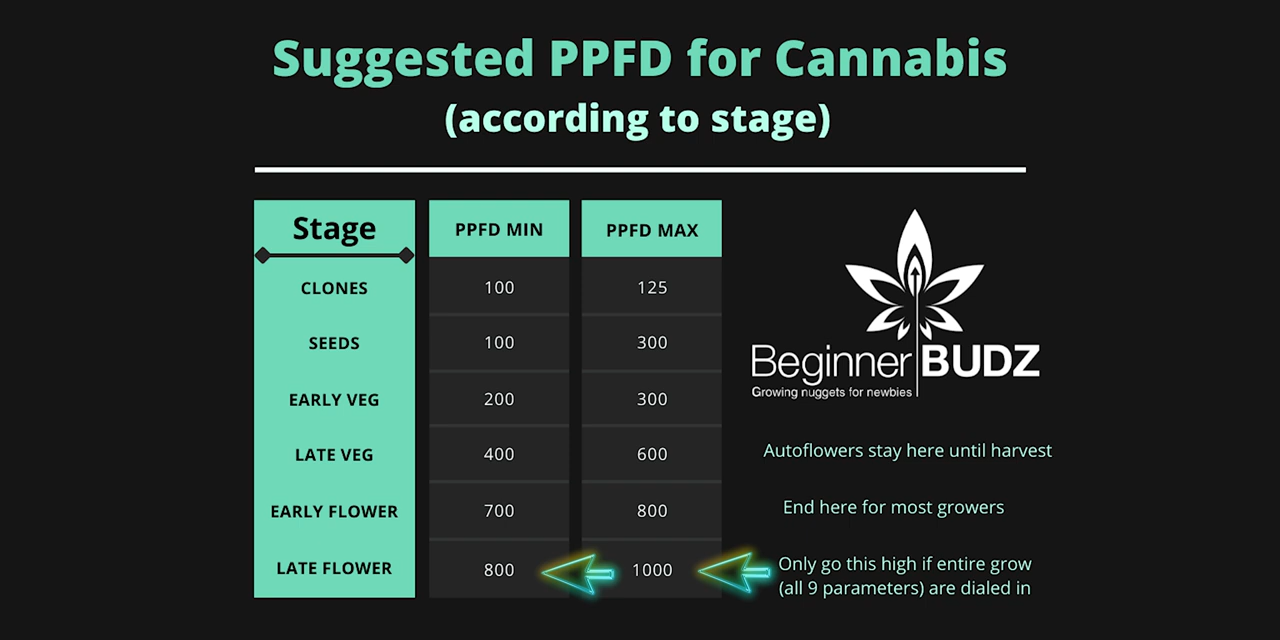 Suggested PPFD for Cannabis
(according to stage)
Stage PPFD MIN PPFD MAX
CLONES 100 125
SEEDS 100 300
EARLY VEG 200 300
LATE VEG 400 600
EARLY FLOWER 700 800
LATE FLOWER 800 1000
Beginner BUDZ
Growing nuggets for newbies
Autoflowers stay here until harvest
End here for most growers
Only go this high if entire grow
(all 9 parameters) are dialed in